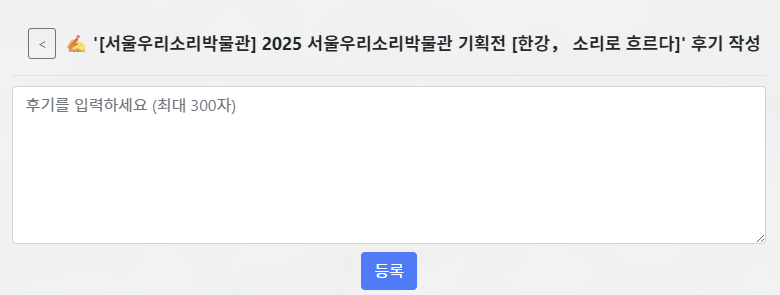 < ✍ '[서울우리소리박물관] 2025 서울우리소리박물관 기획전 [한강, 소리로 흐르다]' 후기 작성
후기를 입력하세요 (최대 300자)
등록